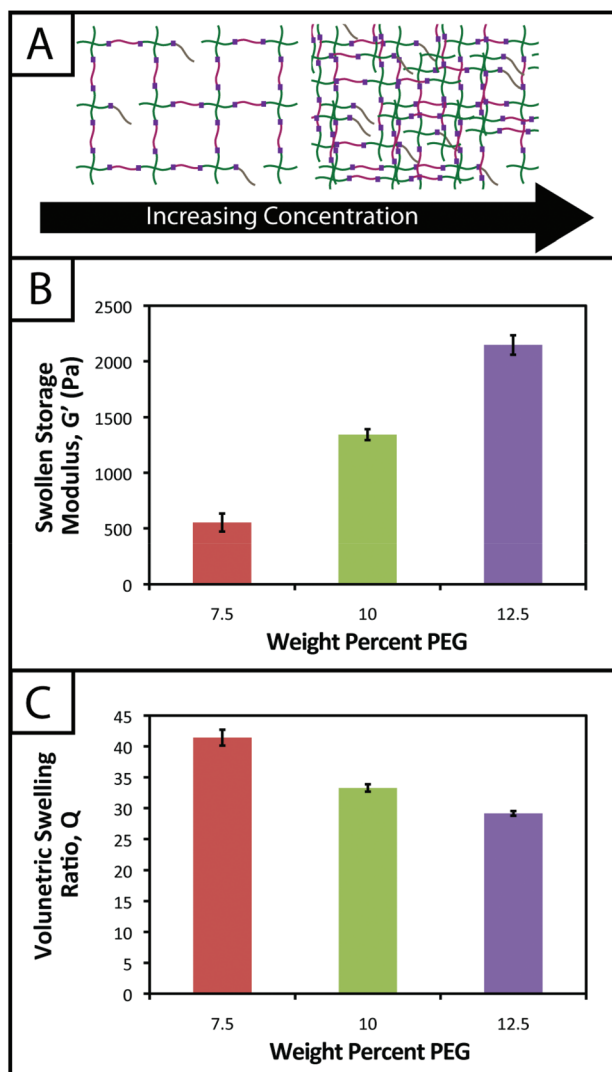 A
Increasing Concentration
B
Swollen Storage
Modulus, G' (Pa)
2500
2000
1500
1000
500
0
7.5 10 12.5
Weight Percent PEG
C
Volunetric Swelling
Ratio, Q
45
40
35
30
25
20
15
10
5
0
7.5 10 12.5
Weight Percent PEG